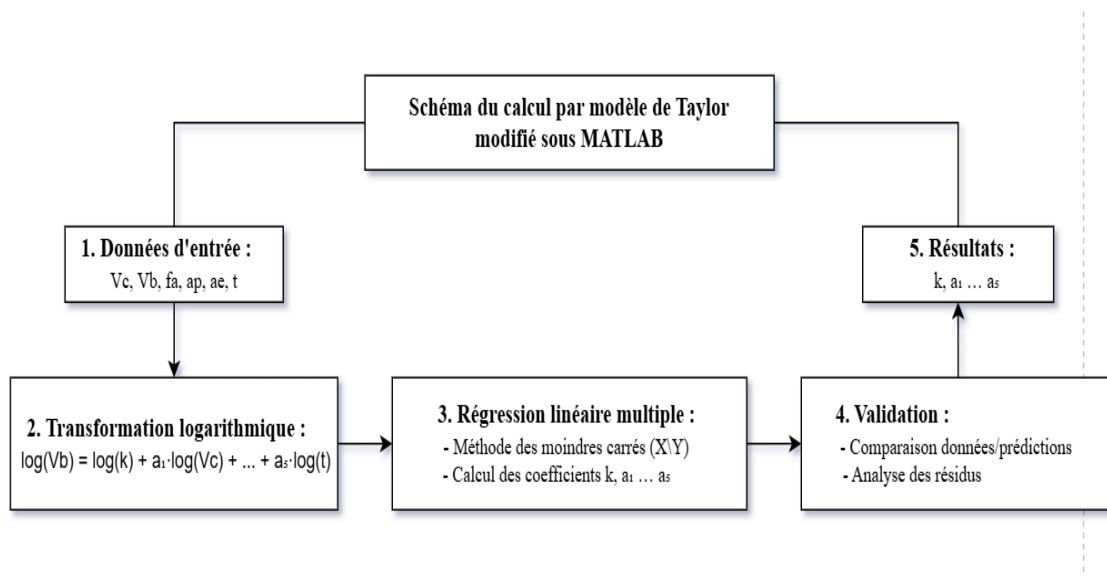 Schéma du calcul par modèle de Taylor
modifié sous MATLAB
1. Données d'entrée :
Vc, Vb, fa, ap, ae, t
2. Transformation logarithmique :
log(Vb) = log(k) + a₁·log(Vc) + ... + a₅·log(t)
3. Régression linéaire multiple :
- Méthode des moindres carrés (X\Y)
- Calcul des coefficients k, a₁ … a₅
4. Validation :
- Comparaison données/prédictions
- Analyse des résidus
5. Résultats :
k, a₁ … a₅